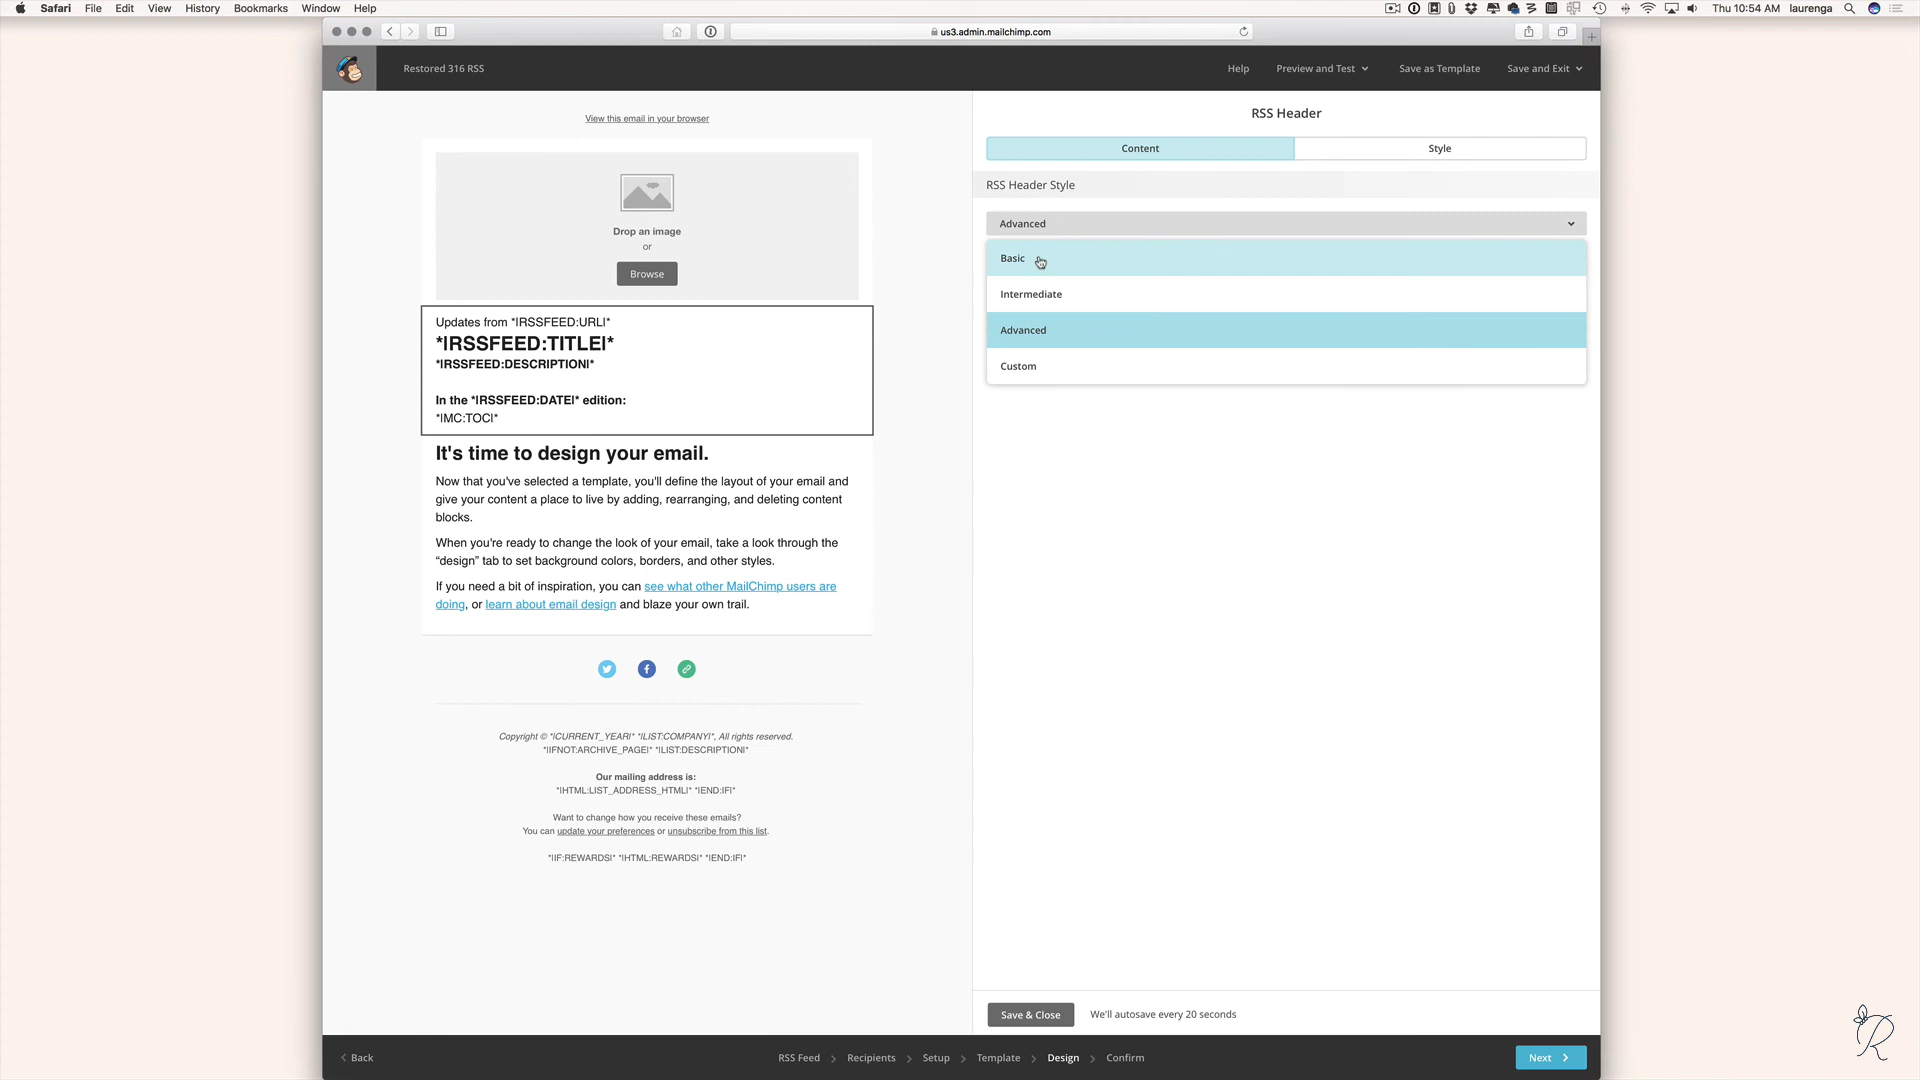 Safari File Edit View History Bookmarks Window Help
Thu 10:54 AM laurenga
us3.admin.mailchimp.com
Restored 316 RSS
Help Preview and Test Save as Template Save and Exit
View this email in your browser
Drop an image
or
Browse
Updates from *|RSSFEED:URL|*
*|RSSFEED:TITLE|*
*|RSSFEED:DESCRIPTION|*
In the *|RSSFEED:DATE|* edition:
*|MC:TOC|*
It's time to design your email.
Now that you've selected a template, you'll define the layout of your email and
give your content a place to live by adding, rearranging, and deleting content
blocks.
When you're ready to change the look of your email, take a look through the
“design” tab to set background colors, borders, and other styles.
If you need a bit of inspiration, you can see what other MailChimp users are
doing, or learn about email design and blaze your own trail.
Copyright © *|CURRENT_YEAR|* *|LIST:COMPANY|*, All rights reserved.
*|IFNOT:ARCHIVE_PAGE|* *|LIST:DESCRIPTION|*
Our mailing address is:
*|HTML:LIST_ADDRESS_HTML|* *|END:IF|*
Want to change how you receive these emails?
You can update your preferences or unsubscribe from this list.
*|IF:REWARDS|* *|HTML:REWARDS|* *|END:IF|*
RSS Header
Content Style
RSS Header Style
Advanced
Basic
Intermediate
Advanced
Custom
Save & Close We'll autosave every 20 seconds
Back RSS Feed Recipients Setup Template Design Confirm Next
R